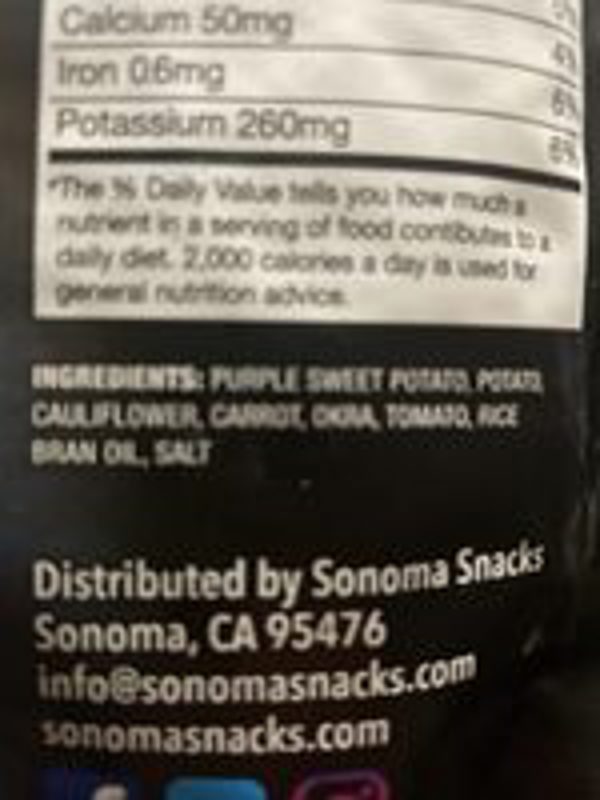 Calcium 50mg
Iron 0.6mg
Potassium 260mg 6%
*The % Daily Value tells you how much a
nutrient in a serving of food contibutes to a
daily diet. 2,000 calories a day is used for
general nutrition advice.
INGREDIENTS: PURPLE SWEET POTATO, POTATO,
CAULIFLOWER, CARROT, OKRA, TOMATO, RICE
BRAN OIL, SALT
Distributed by Sonoma Snacks
Sonoma, CA 95476
info@sonomasnacks.com
sonomasnacks.com